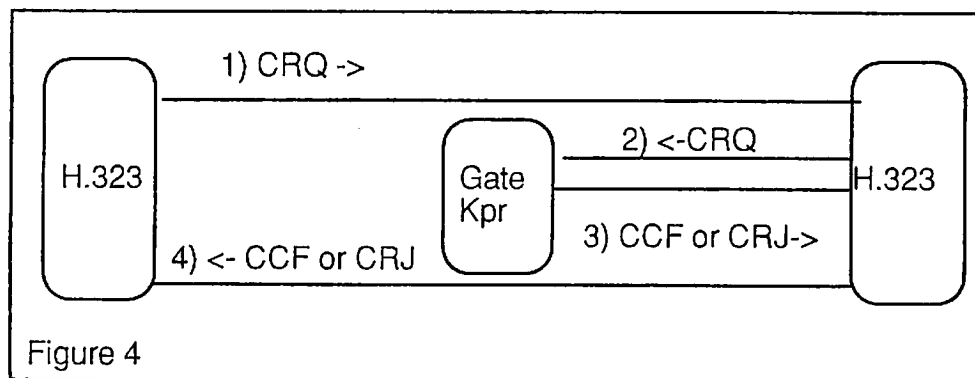 1) CRQ ->
2) <-CRQ
H.323
Gate
Kpr
H.323
3) CCF or CRJ->
4) <- CCF or CRJ
Figure 4